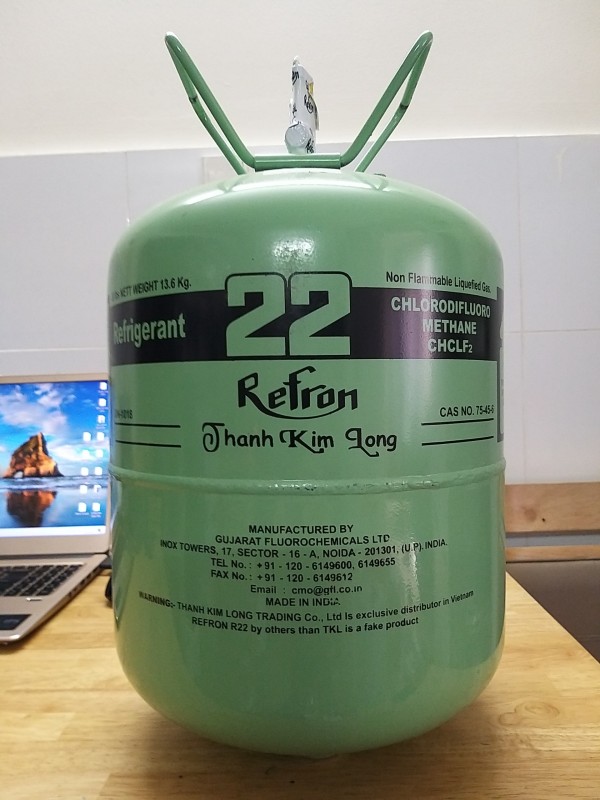 NETT WEIGHT 13.6 Kg.
Non Flammable Liquefied Gas.
Refrigerant
22
CHLORODIFLUORO
METHANE
CHCLF₂
Refron
CAS NO. 75-45-6
Thanh Kim Long
MANUFACTURED BY
GUJARAT FLUOROCHEMICALS LTD
INOX TOWERS, 17, SECTOR - 16 - A, NOIDA - 201301, (U.P). INDIA.
TEL No. : +91 - 120 - 6149600, 6149655
FAX No. : +91 - 120 - 6149612
Email : cmo@gfl.co.in
MADE IN INDIA
WARNING:- THANH KIM LONG TRADING Co., Ltd Is exclusive distributor in Vietnam
REFRON R22 by others than TKL is a fake product